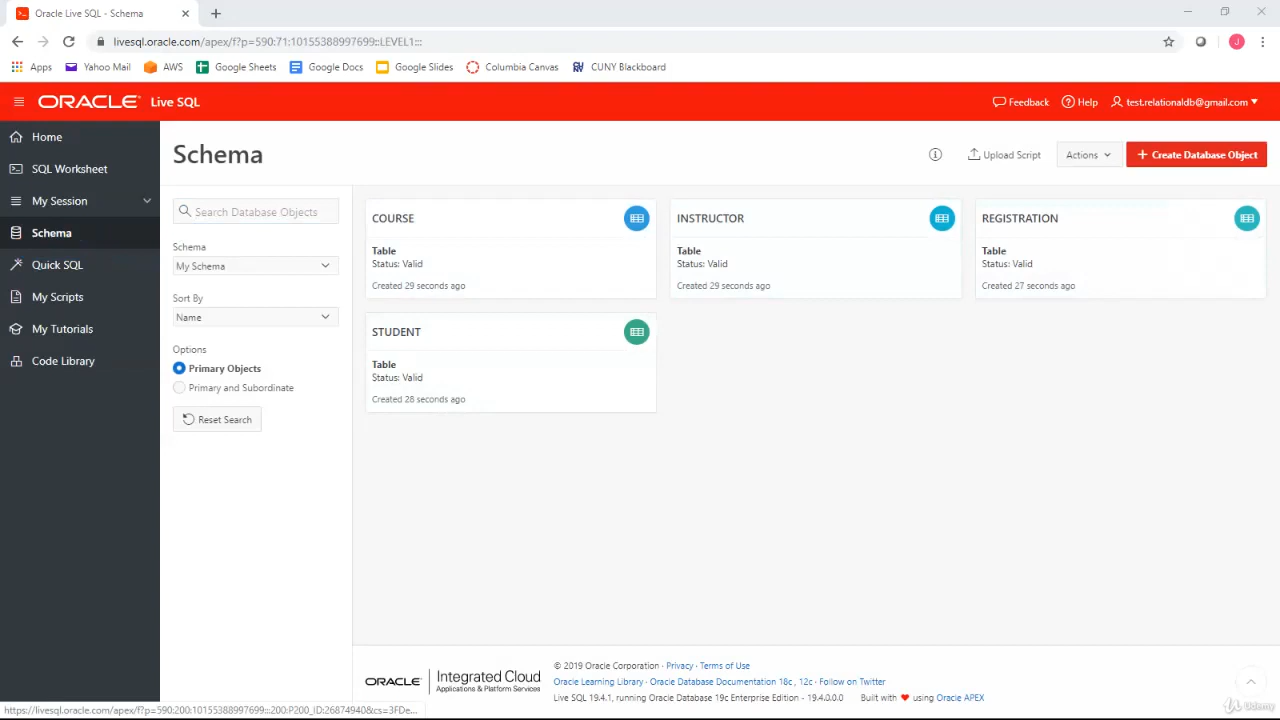 Oracle Live SQL - Schema
livesql.oracle.com/apex/f?p=590:71:10155388997699::LEVEL1:::
J
Apps
Yahoo Mail
AWS
Google Sheets
Google Docs
Google Slides
Columbia Canvas
CUNY Blackboard
ORACLE Live SQL
Feedback
Help
test.relationaldb@gmail.com
Home
SQL Worksheet
My Session
Schema
Quick SQL
My Scripts
My Tutorials
Code Library
Schema
Upload Script
Actions
Create Database Object
Search Database Objects
Schema
My Schema
Sort By
Name
Options
Primary Objects
Primary and Subordinate
Reset Search
COURSE
Table
Status: Valid
Created 29 seconds ago
INSTRUCTOR
Table
Status: Valid
Created 29 seconds ago
REGISTRATION
Table
Status: Valid
Created 27 seconds ago
STUDENT
Table
Status: Valid
Created 28 seconds ago
ORACLE
Integrated Cloud
Applications & Platform Services
© 2019 Oracle Corporation · Privacy · Terms of Use
Oracle Learning Library · Oracle Database Documentation 18c , 12c · Follow on Twitter
Live SQL 19.4.1, running Oracle Database 19c Enterprise Edition - 19.4.0.0.0 Built with ❤ using Oracle APEX
https://livesql.oracle.com/apex/f?p=590:200:10155388997699:::200:P200_ID:26874940&cs=3FDe...
Udemy